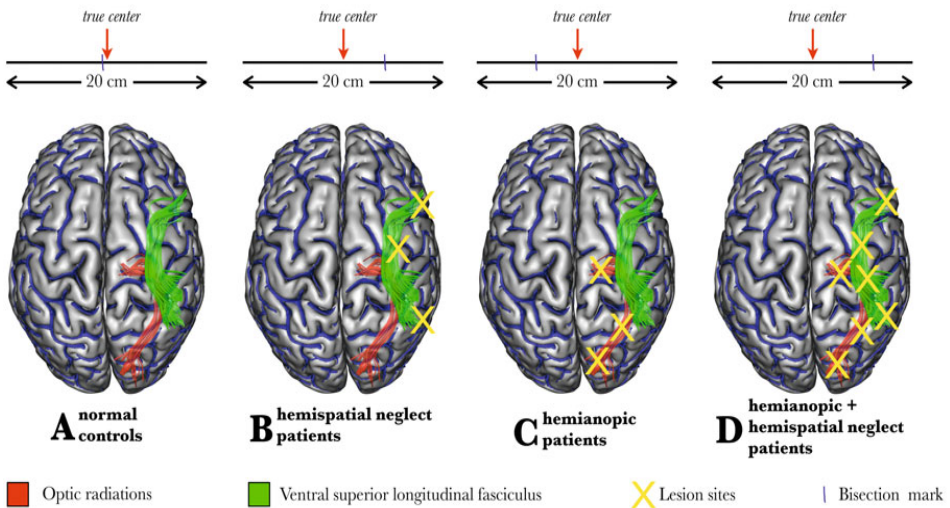 true center
true center
true center
true center
20 cm
20 cm
20 cm
20 cm
A normal
controls
B hemispatial neglect
patients
C hemianopic
patients
D hemianopic +
hemispatial neglect
patients
Optic radiations
Ventral superior longitudinal fasciculus
Lesion sites
Bisection mark